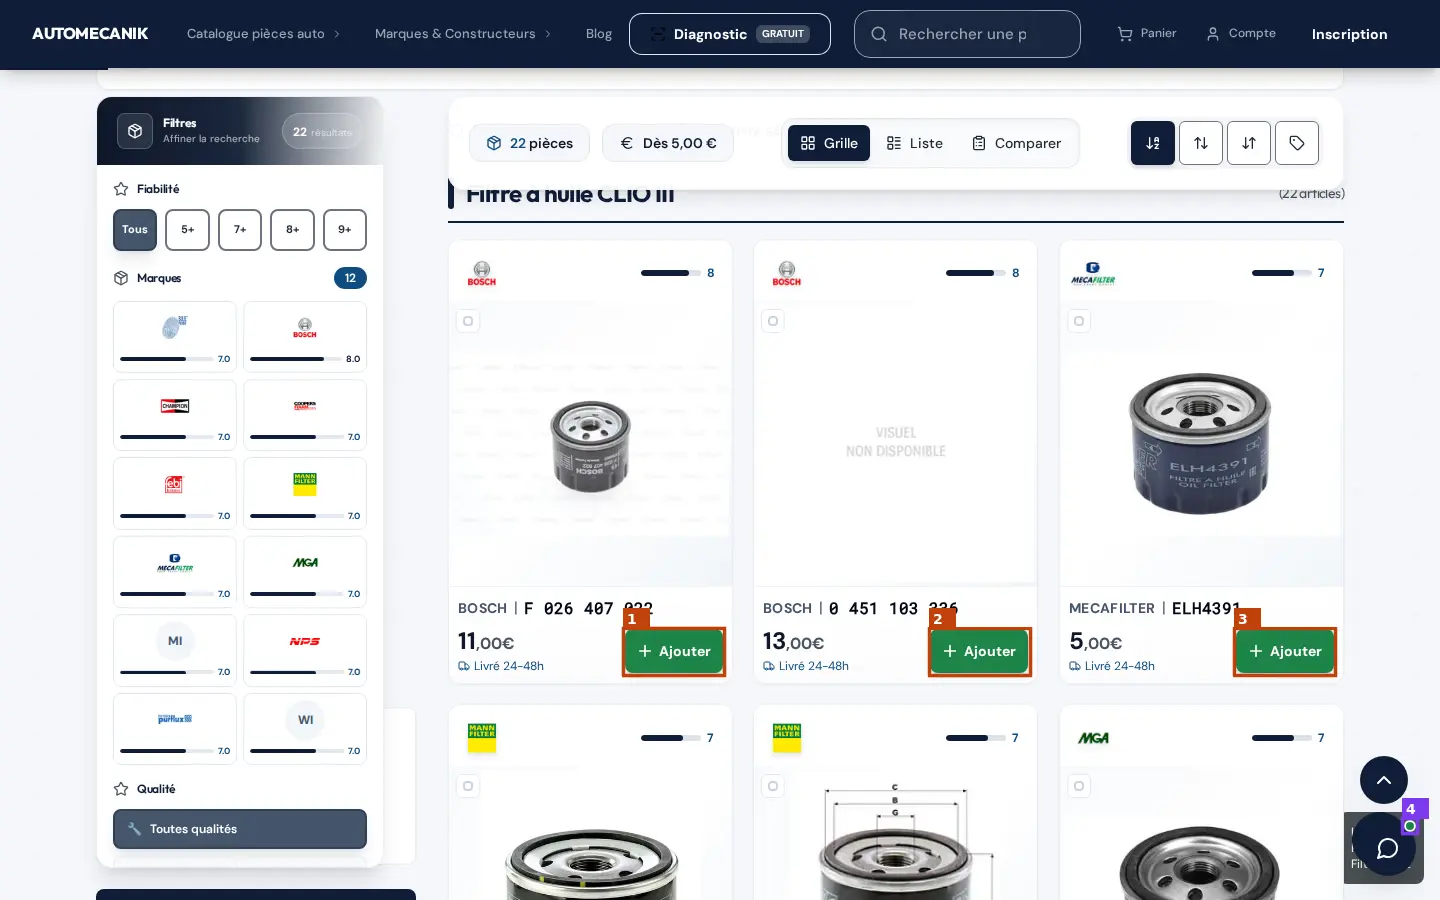 AUTOMECANIK
Catalogue pièces auto
Marques & Constructeurs
Blog
Diagnostic GRATUIT
Rechercher une p
Panier
Compte
Inscription
Filtres
Affiner la recherche
22 résultats
Fiabilité
Tous
5+
7+
8+
9+
Marques
12
7.0
BOSCH
8.0
CHAMPION
7.0
7.0
febi
7.0
MANN FILTER
7.0
MECAFILTER
7.0
MGA
7.0
MI
7.0
NPS
7.0
purflux
7.0
WI
7.0
Qualité
Toutes qualités
22 pièces
€ Dès 5,00 €
Grille
Liste
Comparer
Filtre à huile CLIO III
(22 articles)
BOSCH
8
BOSCH | F 026 407 022
11,00€
Livré 24-48h
1
Ajouter
BOSCH
8
VISUEL
NON DISPONIBLE
BOSCH | 0 451 103 336
13,00€
Livré 24-48h
2
Ajouter
MECAFILTER
7
ELH4391
FILTRE A HUILE
OIL FILTER
MECAFILTER | ELH4391
5,00€
Livré 24-48h
3
Ajouter
MANN
FILTER
7
MANN
FILTER
7
C
B
G
MGA
7
4